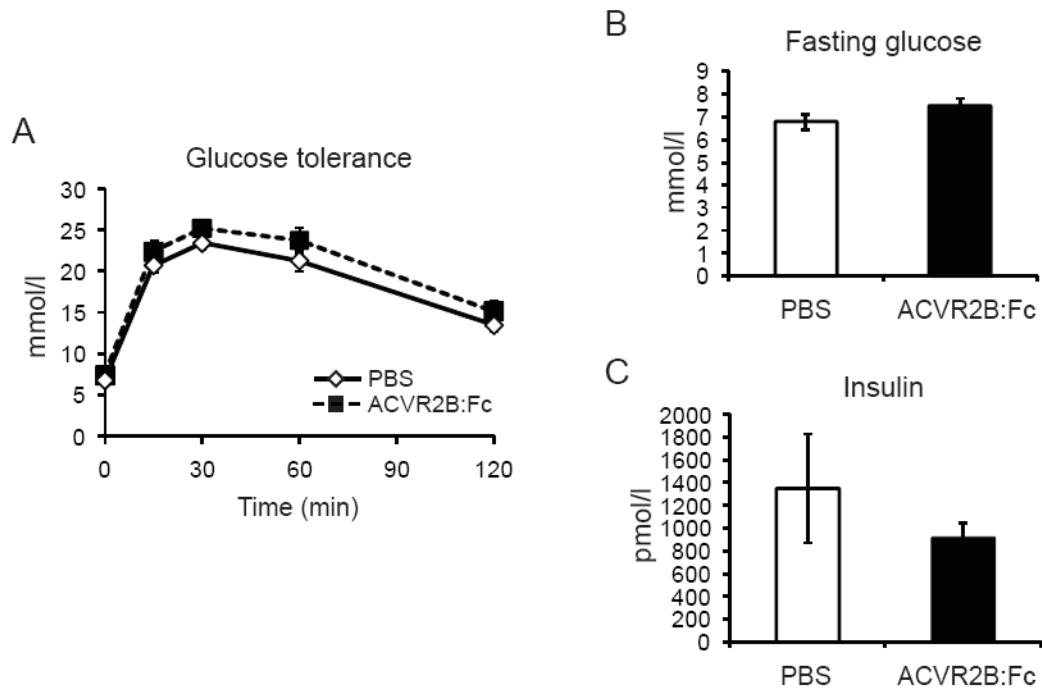 A
Glucose tolerance
30
25
20
15
10
5
0
mmol/l
PBS
ACVR2B:Fc
0 30 60 90 120
Time (min)
B
Fasting glucose
9
8
7
6
5
4
3
2
1
0
mmol/l
PBS ACVR2B:Fc
C
Insulin
2000
1800
1600
1400
1200
1000
800
600
400
200
0
pmol/l
PBS ACVR2B:Fc